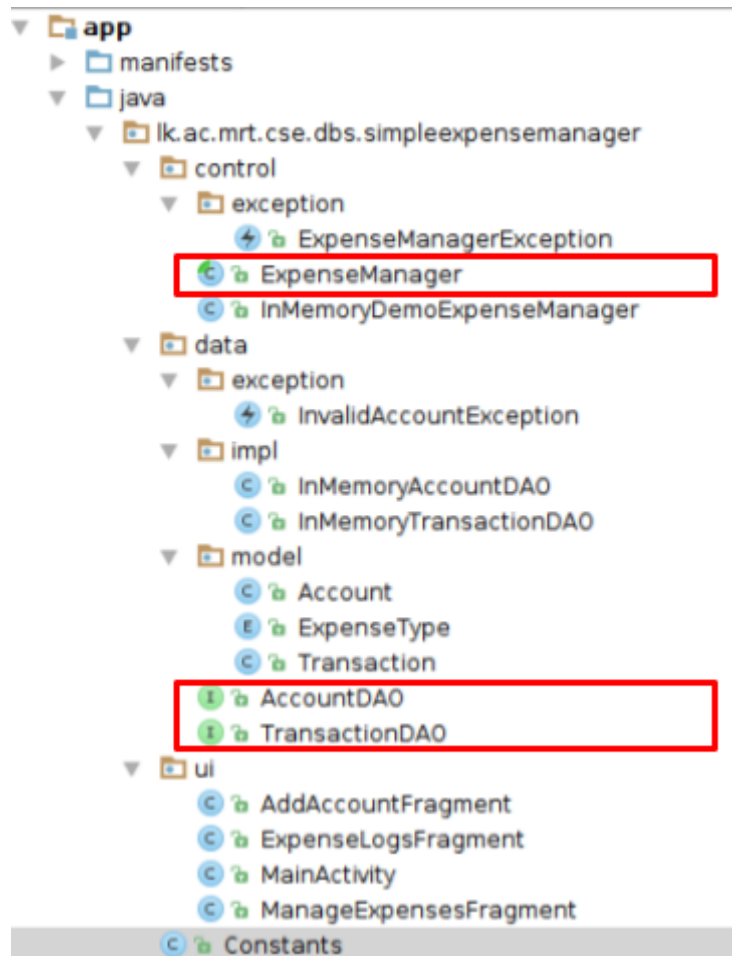 app
manifests
java
lk.ac.mrt.cse.dbs.simpleexpensemanager
control
exception
ExpenseManagerException
ExpenseManager
InMemoryDemoExpenseManager
data
exception
InvalidAccountException
impl
InMemoryAccountDAO
InMemoryTransactionDAO
model
Account
ExpenseType
Transaction
AccountDAO
TransactionDAO
ui
AddAccountFragment
ExpenseLogsFragment
MainActivity
ManageExpensesFragment
Constants